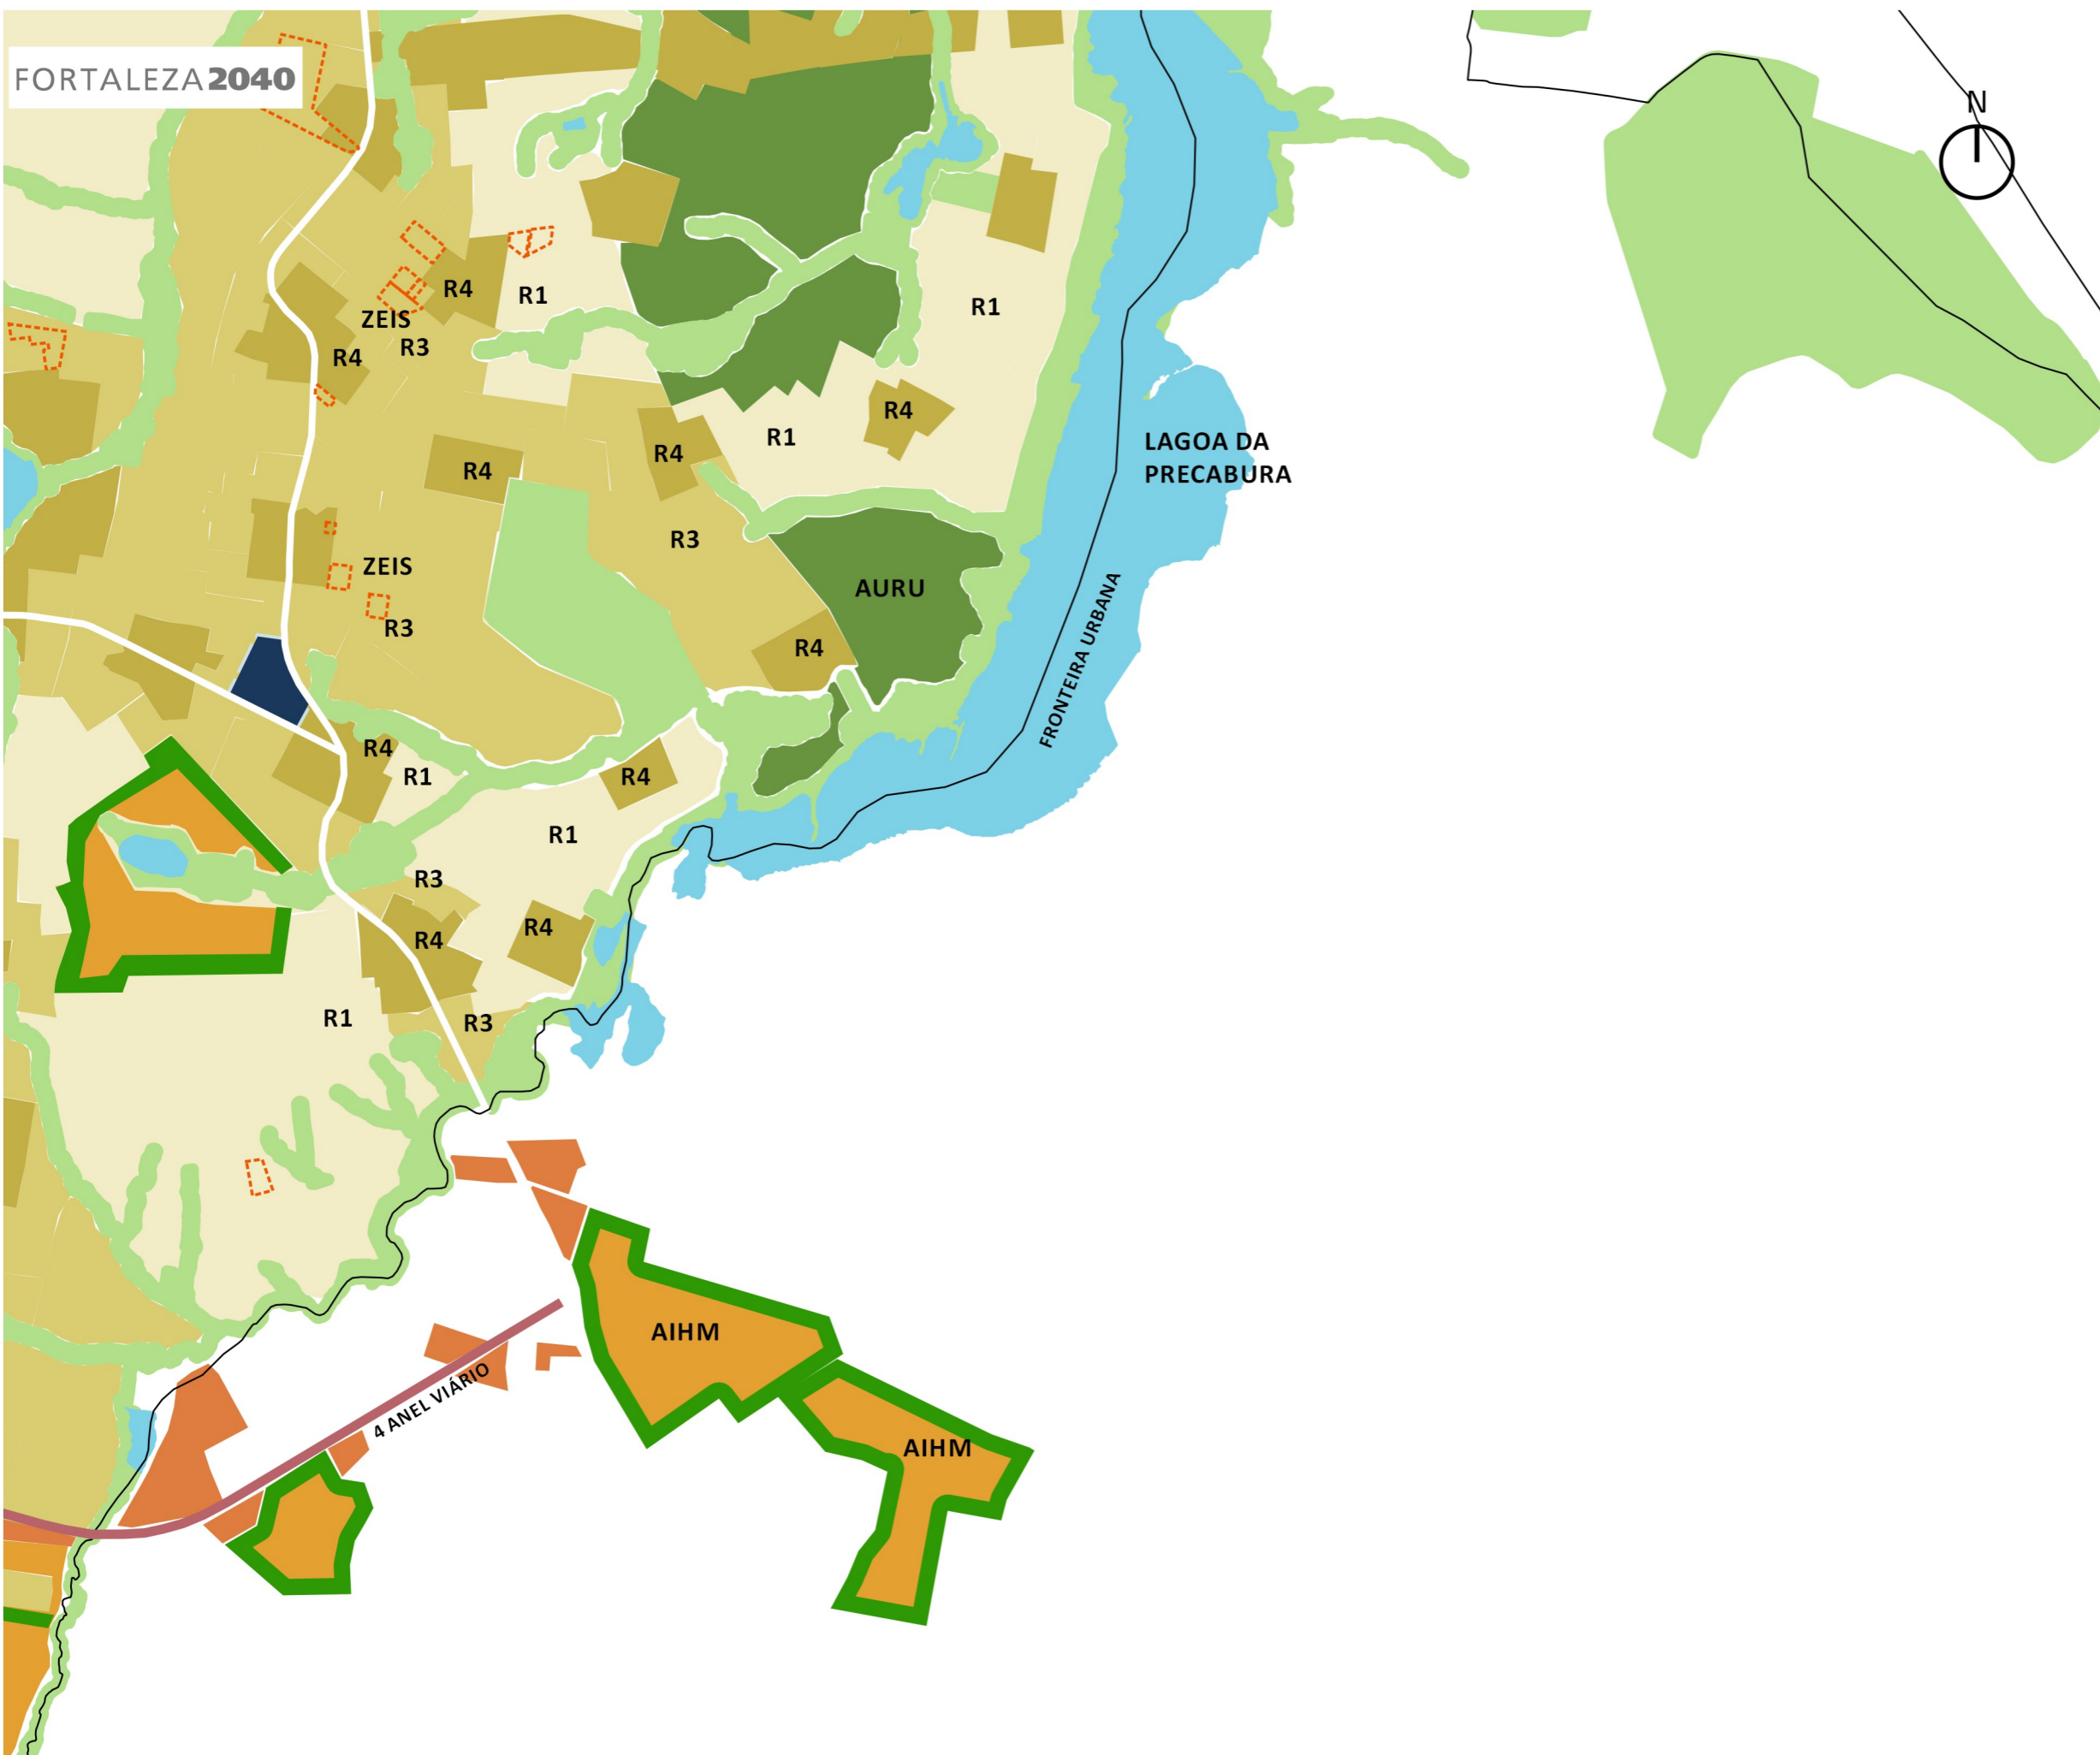 FORTALEZA2040
N
R4
R1
R1
ZEIS
R3
R4
R4
R1
R4
R4
LAGOA DA
PRECABURA
R3
ZEIS
AURU
R3
R4
FRONTEIRA URBANA
R4
R1
R4
R1
R3
R4
R4
R1
R3
AIHM
4 ANEL VIÁRIO
AIHM